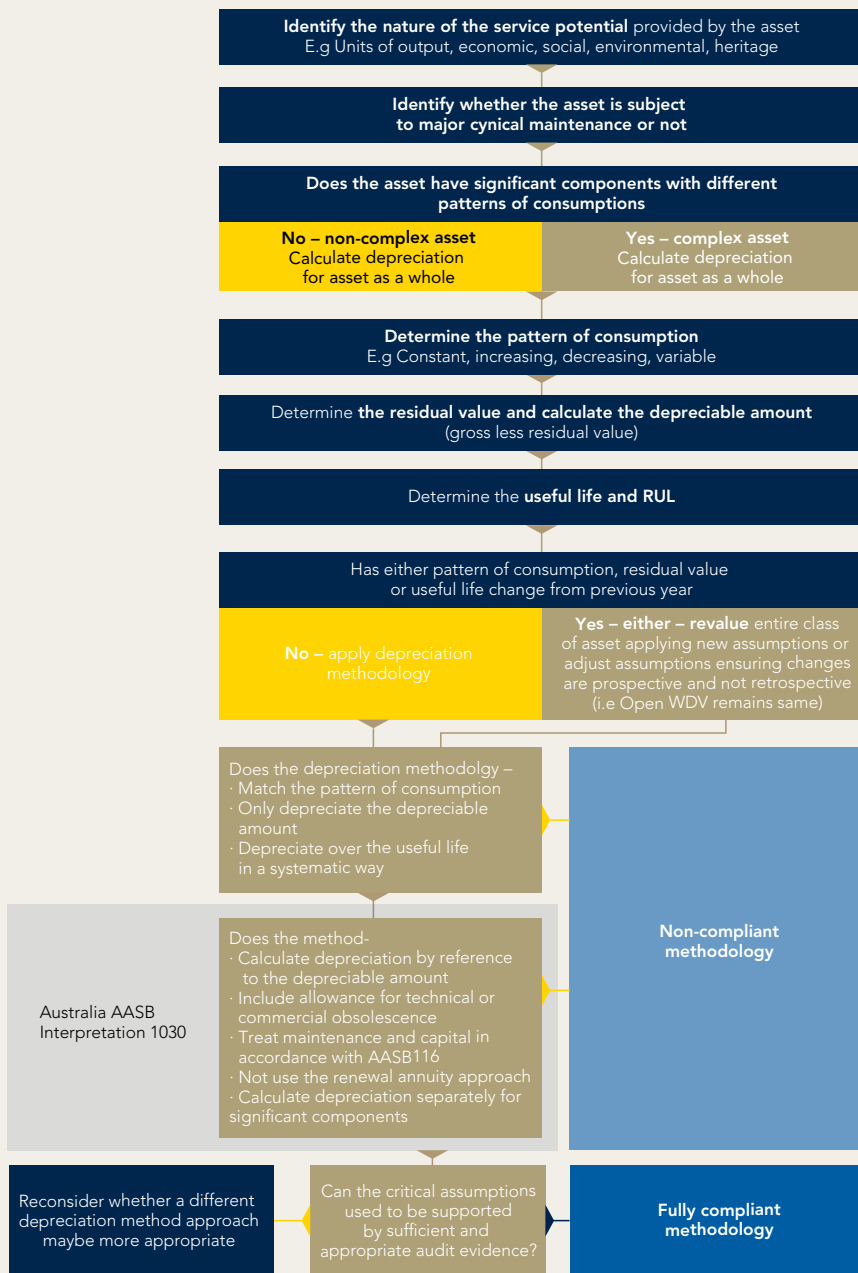 Identify the nature of the service potential provided by the asset
E.g Units of output, economic, social, environmental, heritage
Identify whether the asset is subject
to major cynical maintenance or not
Does the asset have significant components with different
patterns of consumptions
No – non-complex asset
Calculate depreciation
for asset as a whole
Yes – complex asset
Calculate depreciation
for asset as a whole
Determine the pattern of consumption
E.g Constant, increasing, decreasing, variable
Determine the residual value and calculate the depreciable amount
(gross less residual value)
Determine the useful life and RUL
Has either pattern of consumption, residual value
or useful life change from previous year
No – apply depreciation
methodology
Yes – either – revalue entire class
of asset applying new assumptions or
adjust assumptions ensuring changes
are prospective and not retrospective
(i.e Open WDV remains same)
Does the depreciation methodolgy –
· Match the pattern of consumption
· Only depreciate the depreciable
amount
· Depreciate over the useful life
in a systematic way
Non-compliant
methodology
Australia AASB
Interpretation 1030
Does the method-
· Calculate depreciation by reference
to the depreciable amount
· Include allowance for technical or
commercial obsolescence
· Treat maintenance and capital in
accordance with AASB116
· Not use the renewal annuity approach
· Calculate depreciation separately for
significant components
Reconsider whether a different
depreciation method approach
maybe more appropriate
Can the critical assumptions
used to be supported
by sufficient and
appropriate audit evidence?
Fully compliant
methodology